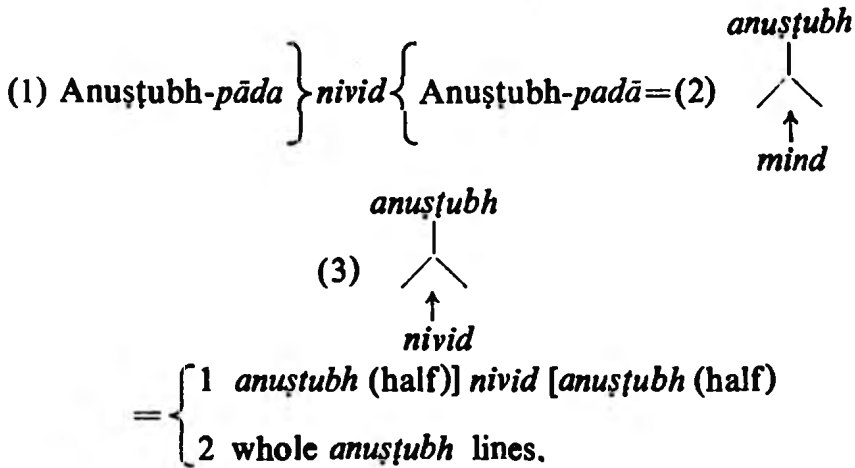 anuṣṭubh
(1) Anuṣṭubh-pāda } nivid { Anuṣṭubh-padā=(2)
↑
mind
anuṣṭubh
(3)
↑
nivid
= { 1 anuṣtubh (half)] nivid [anuṣṭubh (half)
2 whole anuṣṭubh lines.